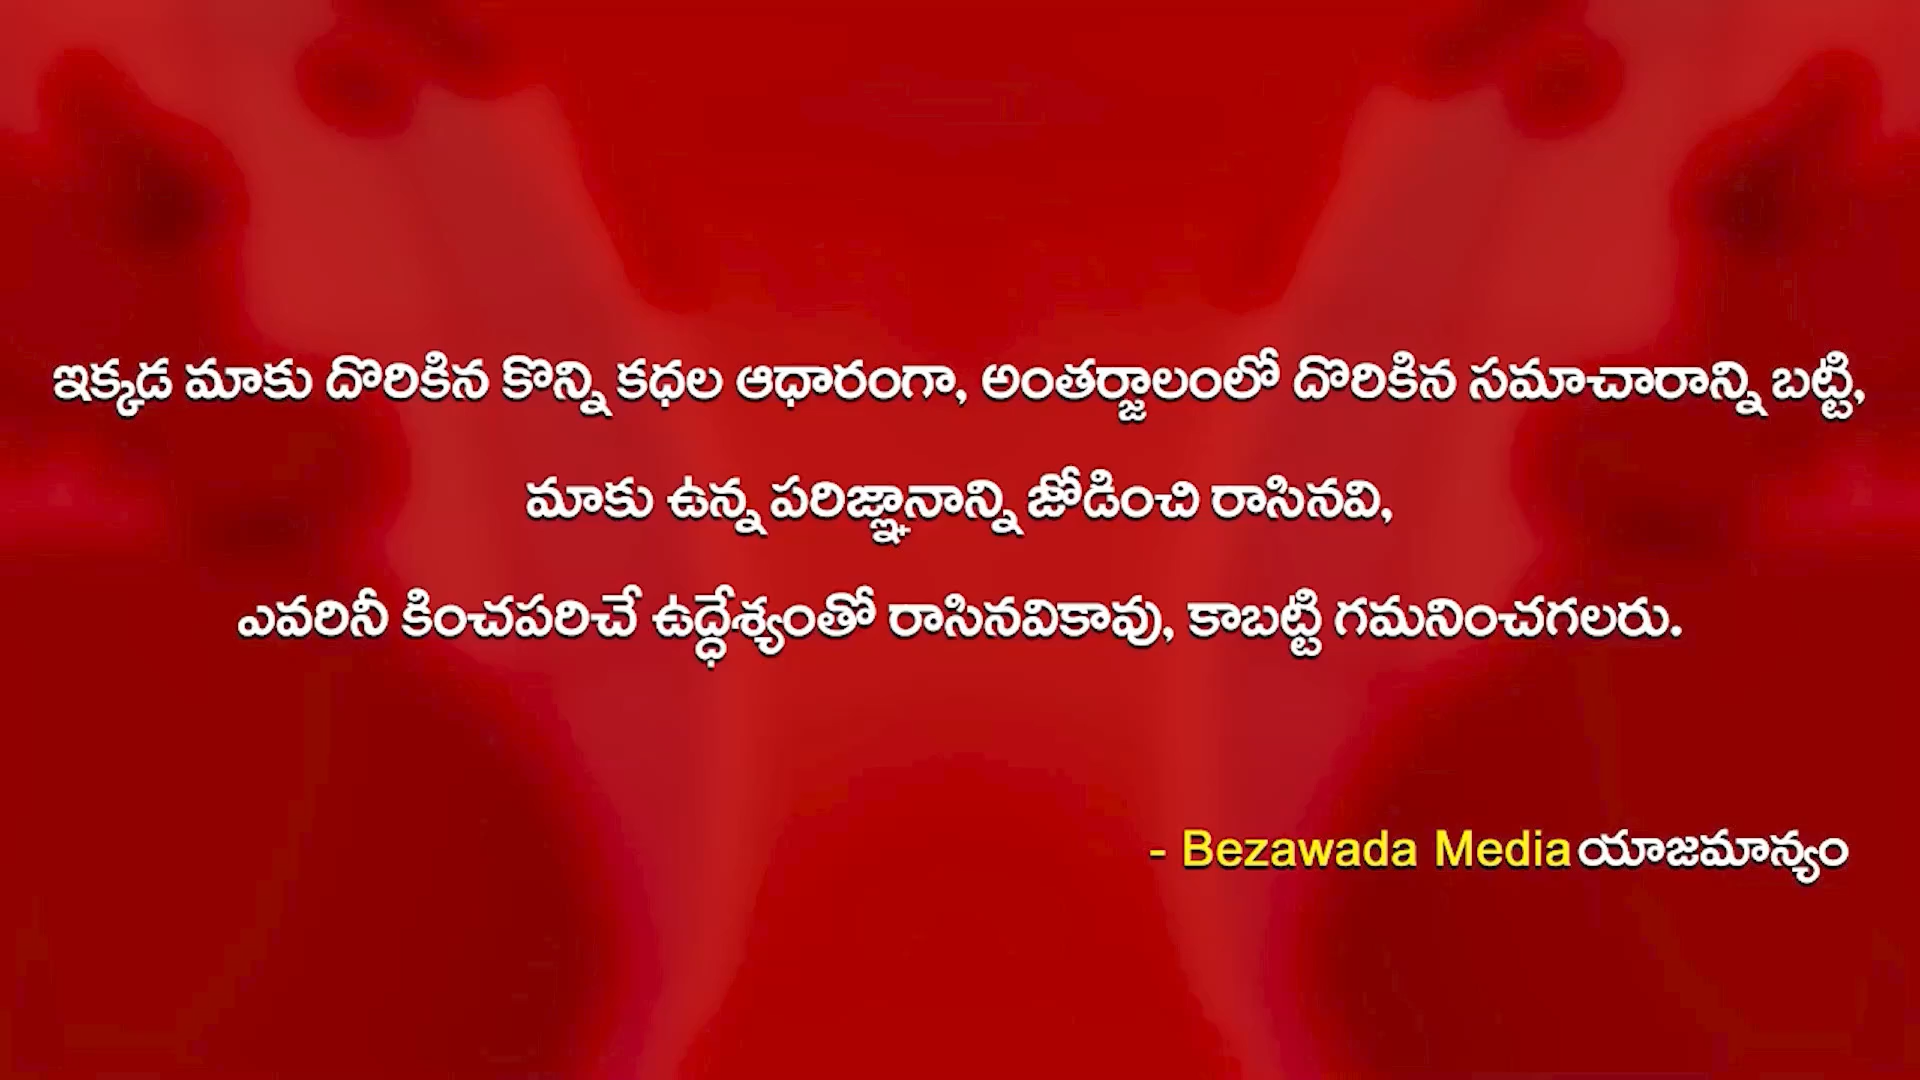 ఇక్కడ మాకు దొరికిన కొన్ని కధల ఆధారంగా, అంతర్జాలంలో దొరికిన సమాచారాన్ని బట్టి,
మాకు ఉన్న పరిజ్ఞానాన్ని జోడించి రాసినవి,
ఎవరినీ కించపరిచే ఉద్ధేశ్యంతో రాసినవికావు, కాబట్టి గమనించగలరు.
- Bezawada Media యాజమాన్యం